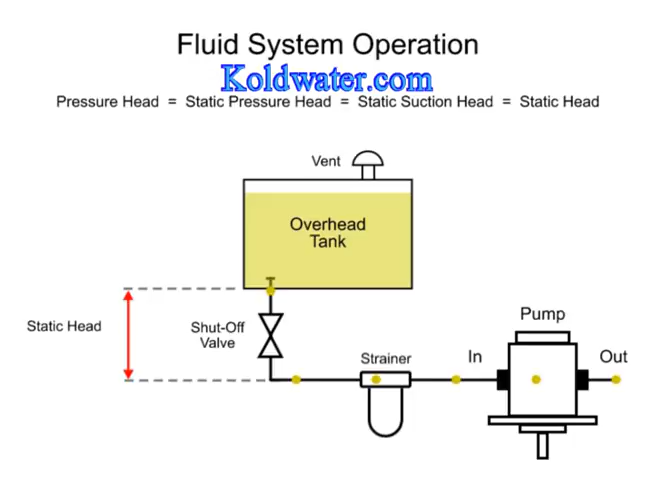 Fluid System Operation
Koldwater.com
Pressure Head = Static Pressure Head = Static Suction Head = Static Head
Vent
Overhead
Tank
Static Head
Shut-Off
Valve
Strainer
In
Pump
Out